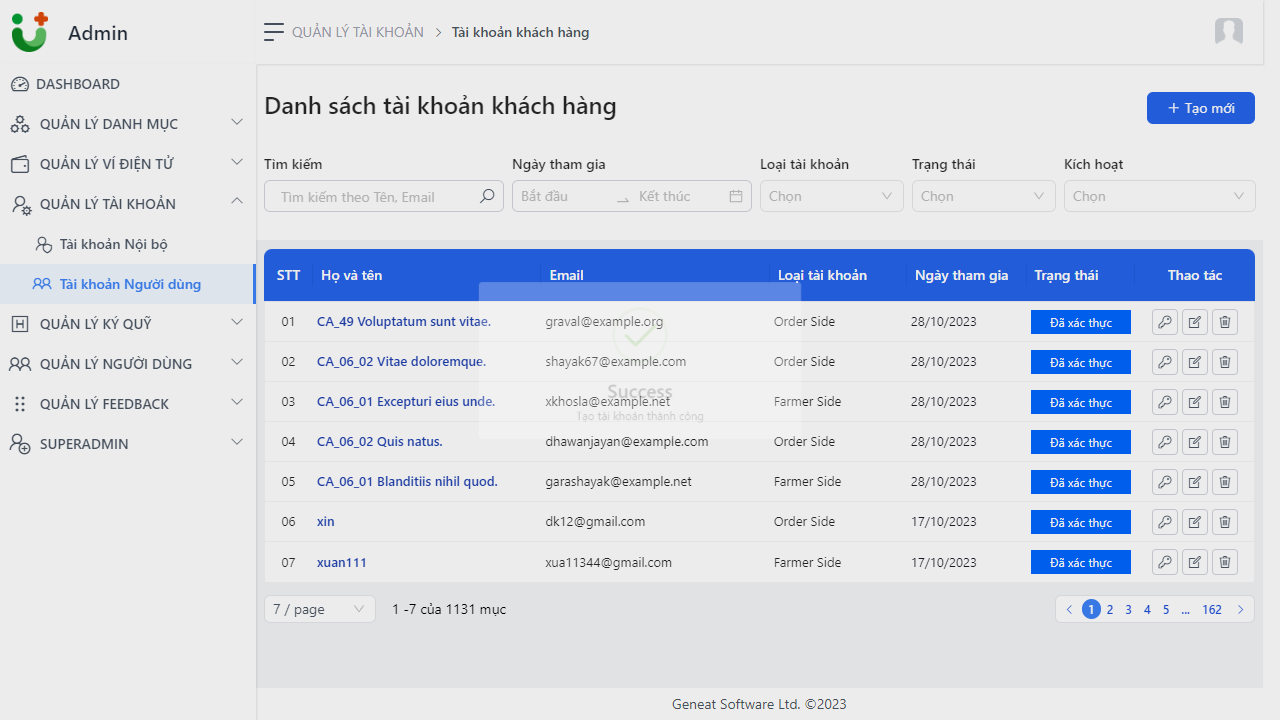 Admin
QUẢN LÝ TÀI KHOẢN > Tài khoản khách hàng
DASHBOARD
QUẢN LÝ DANH MỤC
QUẢN LÝ VÍ ĐIỆN TỬ
QUẢN LÝ TÀI KHOẢN
Tài khoản Nội bộ
Tài khoản Người dùng
QUẢN LÝ KÝ QUỸ
QUẢN LÝ NGƯỜI DÙNG
QUẢN LÝ FEEDBACK
SUPERADMIN
Danh sách tài khoản khách hàng
+ Tạo mới
Tìm kiếm Ngày tham gia Loại tài khoản Trạng thái Kích hoạt
Tìm kiếm theo Tên, Email Bắt đầu Kết thúc Chọn Chọn Chọn
STT Họ và tên Email Loại tài khoản Ngày tham gia Trạng thái Thao tác
01 CA_49 Voluptatum sunt vitae. graval@example.org Order Side 28/10/2023 Đã xác thực
02 CA_06_02 Vitae doloremque. shayak67@example.com Order Side 28/10/2023 Đã xác thực
03 CA_06_01 Excepturi eius unde. xkhosla@example.net Farmer Side 28/10/2023 Đã xác thực
04 CA_06_02 Quis natus. dhawanjayan@example.com Order Side 28/10/2023 Đã xác thực
05 CA_06_01 Blanditiis nihil quod. garashayak@example.net Farmer Side 28/10/2023 Đã xác thực
06 xin dk12@gmail.com Order Side 17/10/2023 Đã xác thực
07 xuan111 xua11344@gmail.com Farmer Side 17/10/2023 Đã xác thực
Success
Tạo tài khoản thành công
7 / page 1 -7 của 1131 mục < 1 2 3 4 5 ... 162 >
Geneat Software Ltd. ©2023